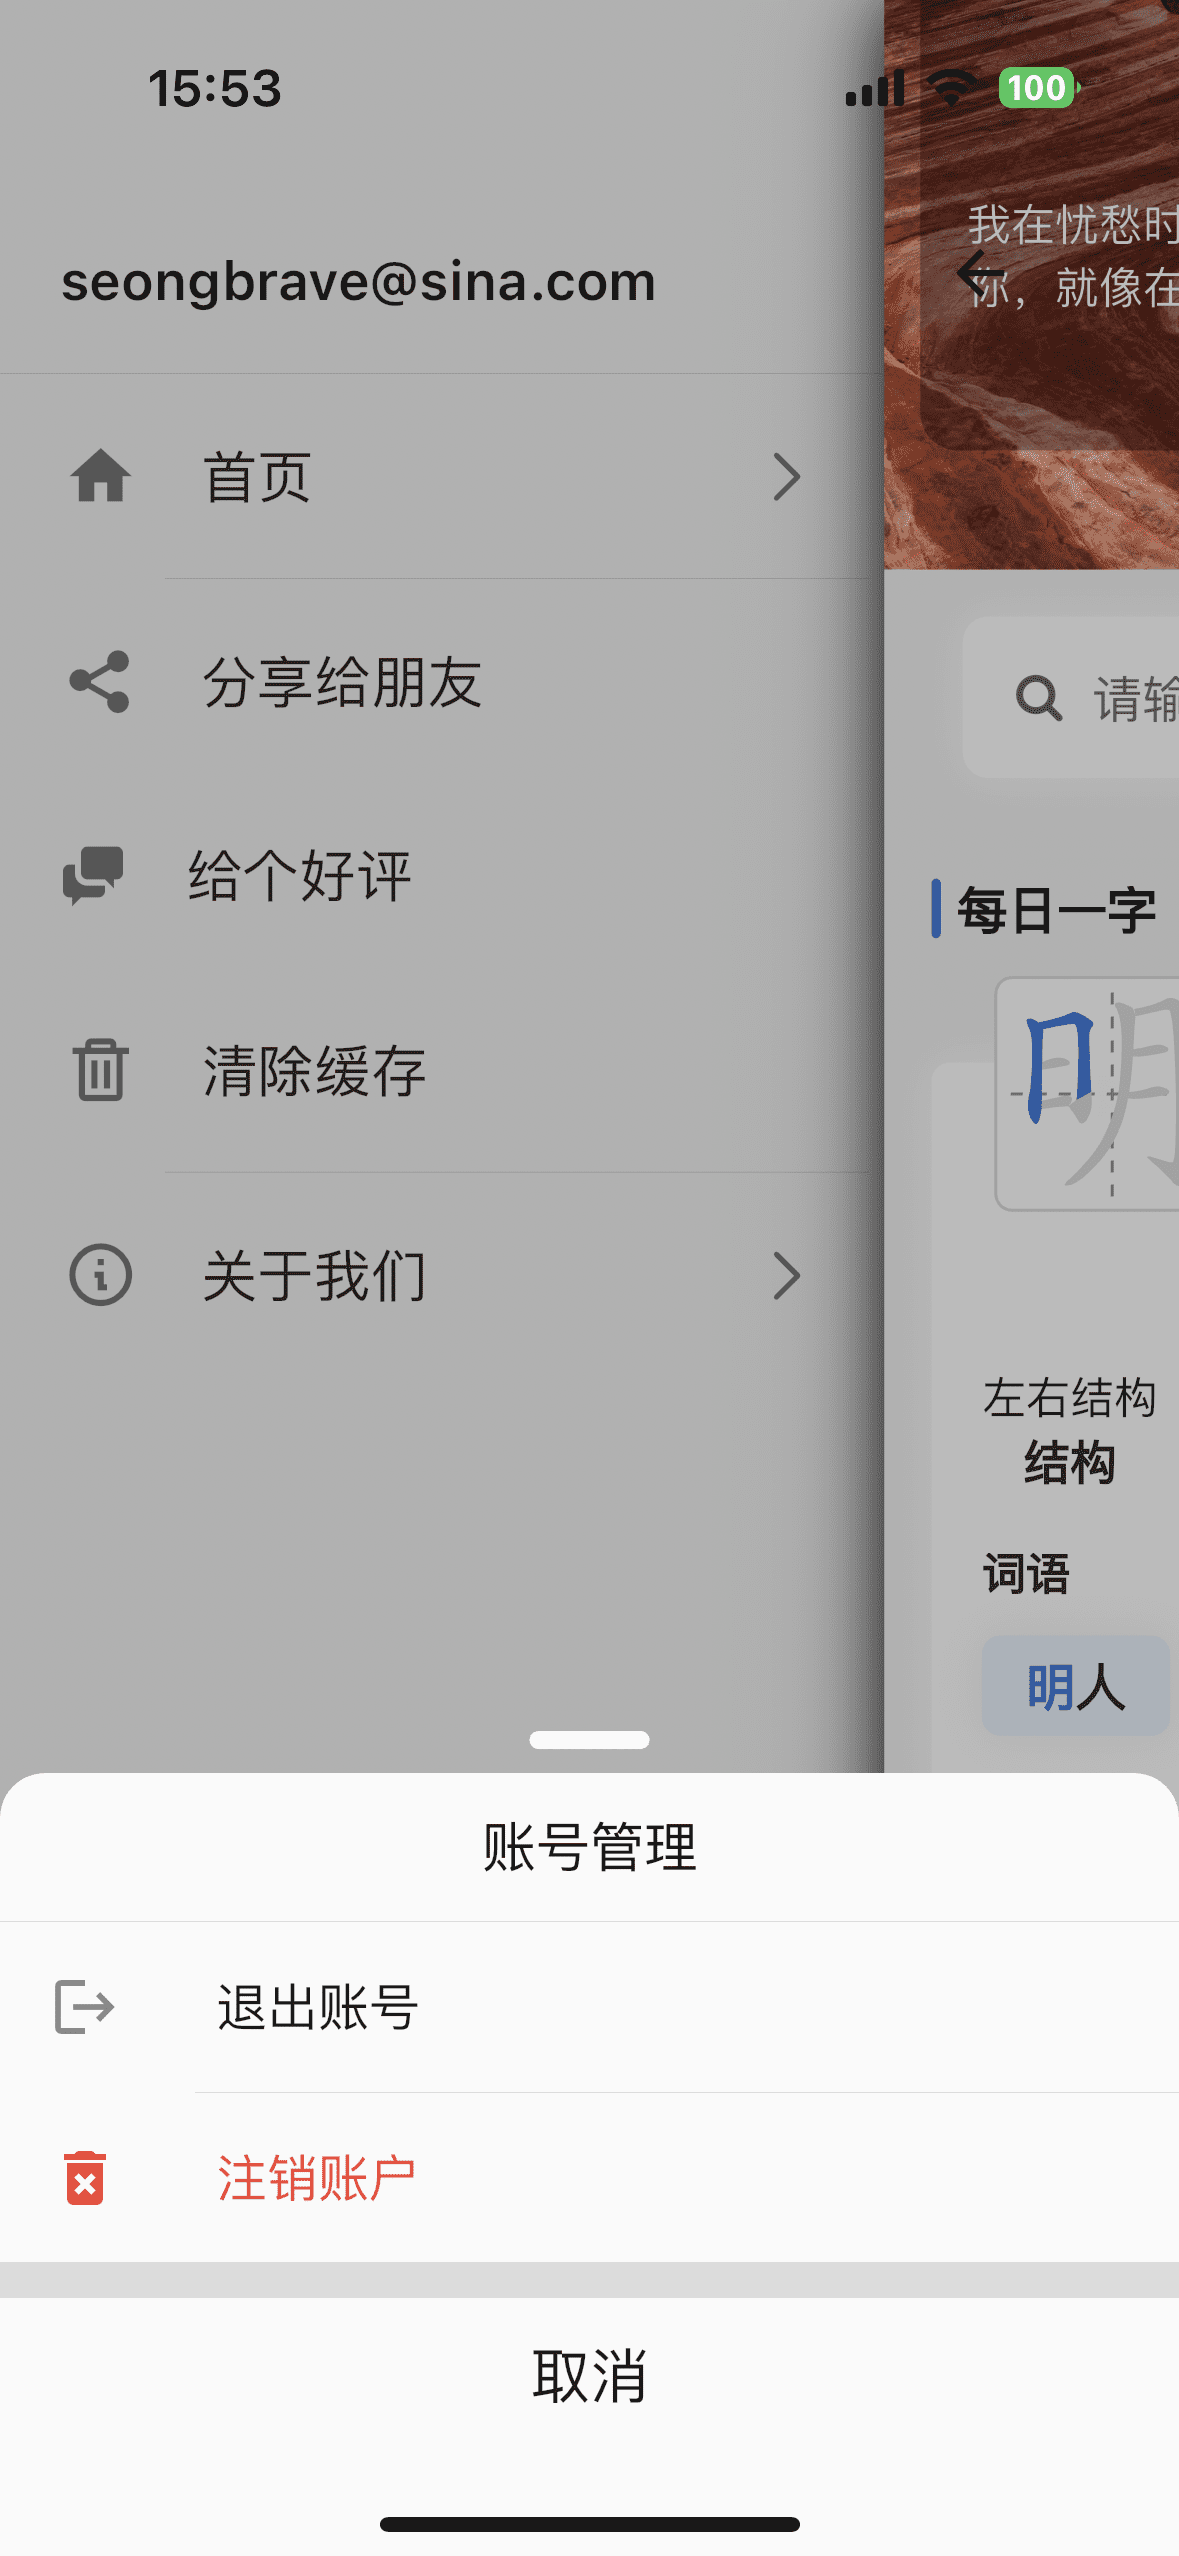 15:53
100
seongbrave@sina.com
我在忧愁时
你，就像在
首页
分享给朋友
请输
给个好评
每日一字
明
清除缓存
关于我们
左右结构
结构
词语
明人
账号管理
退出账号
注销账户
取消